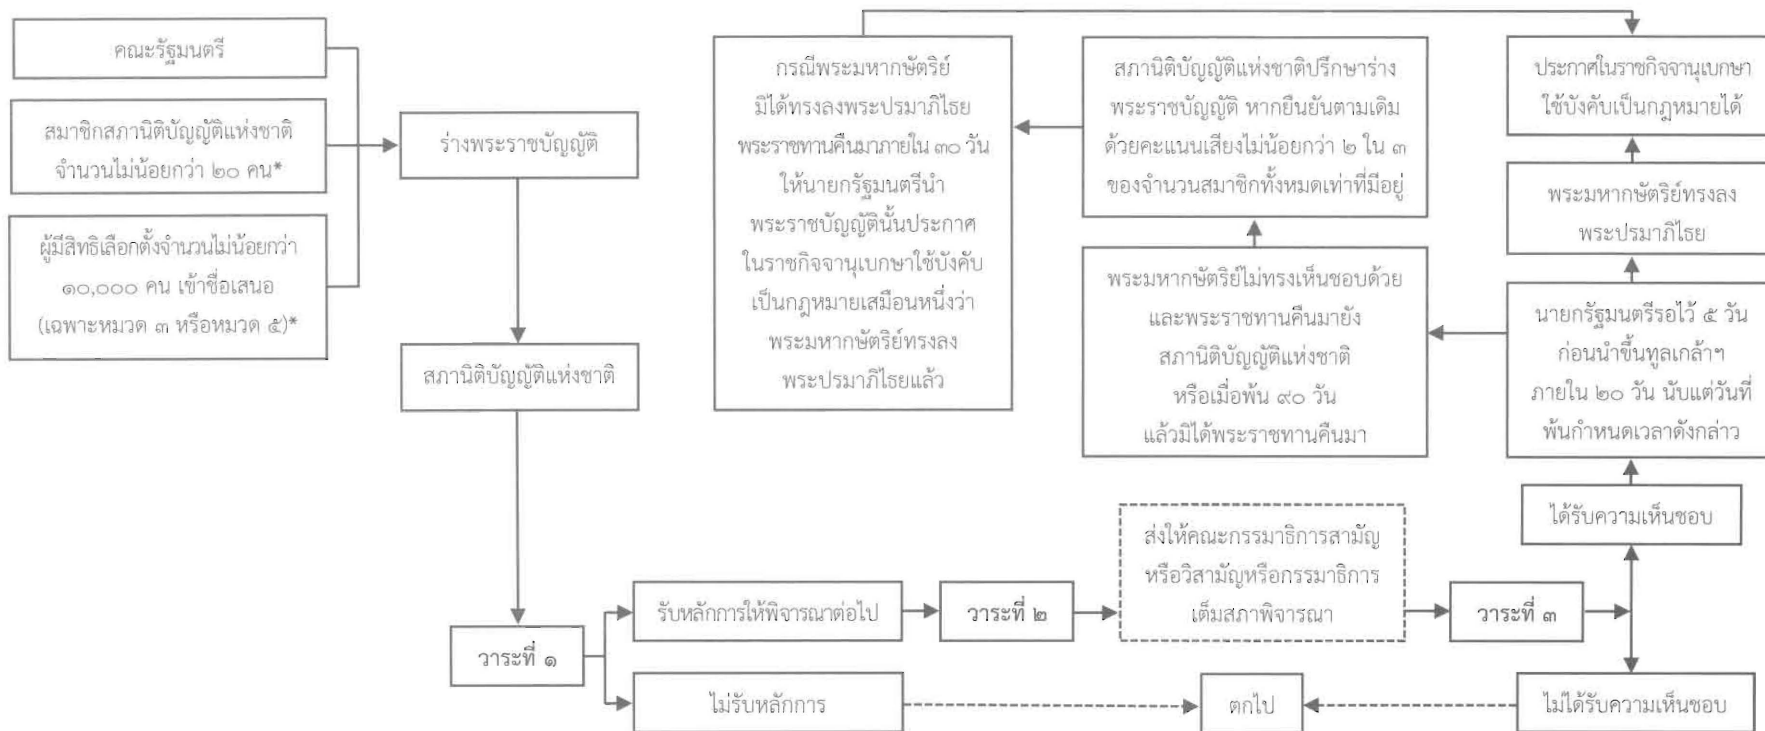 คณะรัฐมนตรี
สมาชิกสภานิติบัญญัติแห่งชาติ
จำนวนไม่น้อยกว่า ๒๐ คน*
ผู้มีสิทธิเลือกตั้งจำนวนไม่น้อยกว่า
๑๐,๐๐๐ คน เข้าชื่อเสนอ
(เฉพาะหมวด ๓ หรือหมวด ๕)*
ร่างพระราชบัญญัติ
สภานิติบัญญัติแห่งชาติ
วาระที่ ๑
รับหลักการให้พิจารณาต่อไป
ไม่รับหลักการ
วาระที่ ๒
ส่งให้คณะกรรมาธิการสามัญ
หรือวิสามัญหรือกรรมาธิการ
เต็มสภาพิจารณา
วาระที่ ๓
ตกไป
ไม่ได้รับความเห็นชอบ
ได้รับความเห็นชอบ
นายกรัฐมนตรีรอไว้ ๕ วัน
ก่อนนำขึ้นทูลเกล้าฯ
ภายใน ๒๐ วัน นับแต่วันที่
พ้นกำหนดเวลาดังกล่าว
พระมหากษัตริย์ทรงลง
พระปรมาภิไธย
ประกาศในราชกิจจานุเบกษา
ใช้บังคับเป็นกฎหมายได้
พระมหากษัตริย์ไม่ทรงเห็นชอบด้วย
และพระราชทานคืนมายัง
สภานิติบัญญัติแห่งชาติ
หรือเมื่อพ้น ๙๐ วัน
แล้วมิได้พระราชทานคืนมา
สภานิติบัญญัติแห่งชาติปรึกษาร่าง
พระราชบัญญัติ หากยืนยันตามเดิม
ด้วยคะแนนเสียงไม่น้อยกว่า ๒ ใน ๓
ของจำนวนสมาชิกทั้งหมดเท่าที่มีอยู่
กรณีพระมหากษัตริย์
มิได้ทรงลงพระปรมาภิไธย
พระราชทานคืนมาภายใน ๓๐ วัน
ให้นายกรัฐมนตรีนำ
พระราชบัญญัตินั้นประกาศ
ในราชกิจจานุเบกษาใช้บังคับ
เป็นกฎหมายเสมือนหนึ่งว่า
พระมหากษัตริย์ทรงลง
พระปรมาภิไธยแล้ว